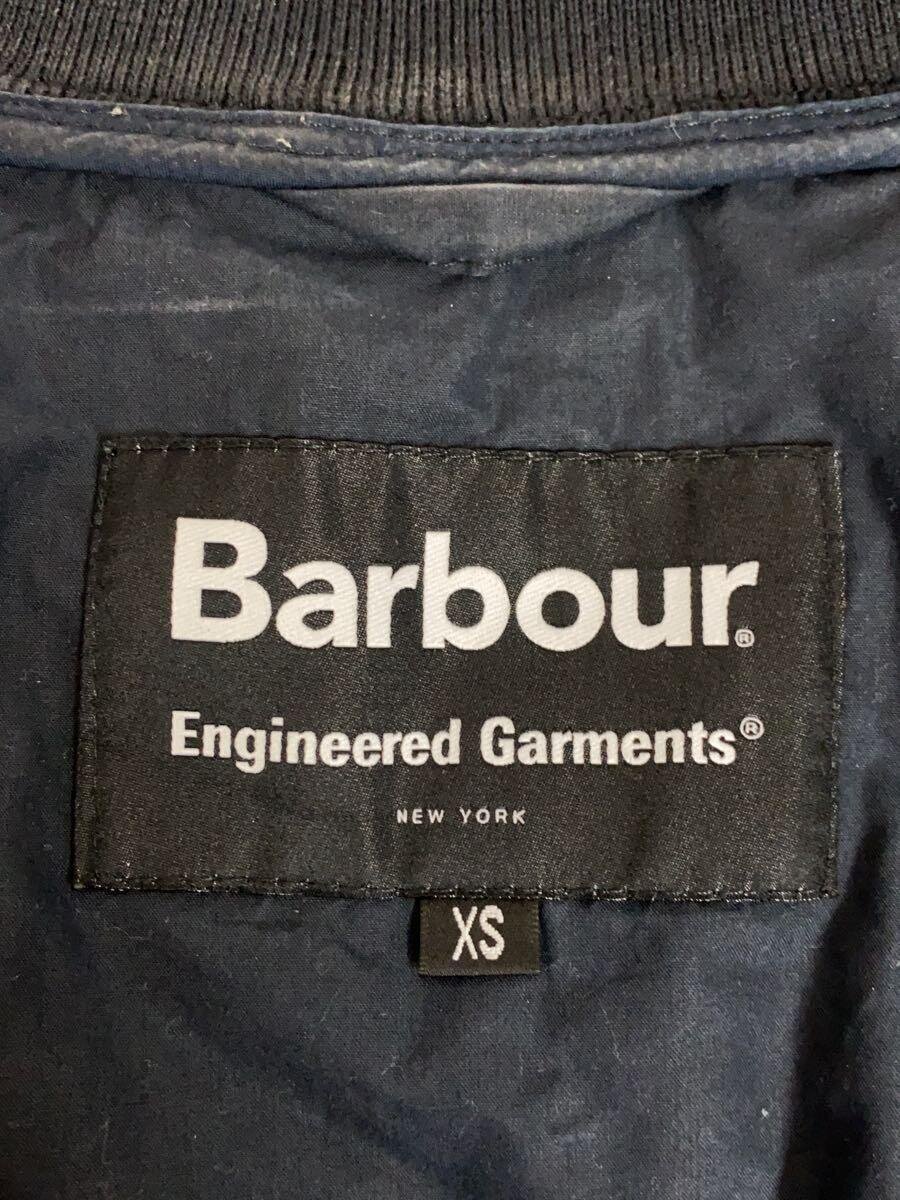 Barbour®
Engineered Garments®
NEW YORK
XS